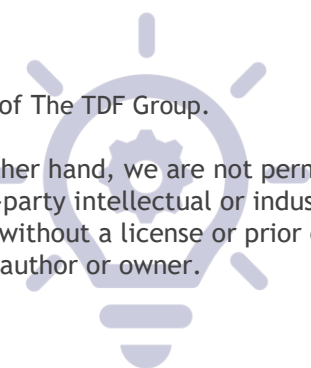 of The TDF Group.
her hand, we are not perm
-party intellectual or indus
without a license or prior
author or owner.